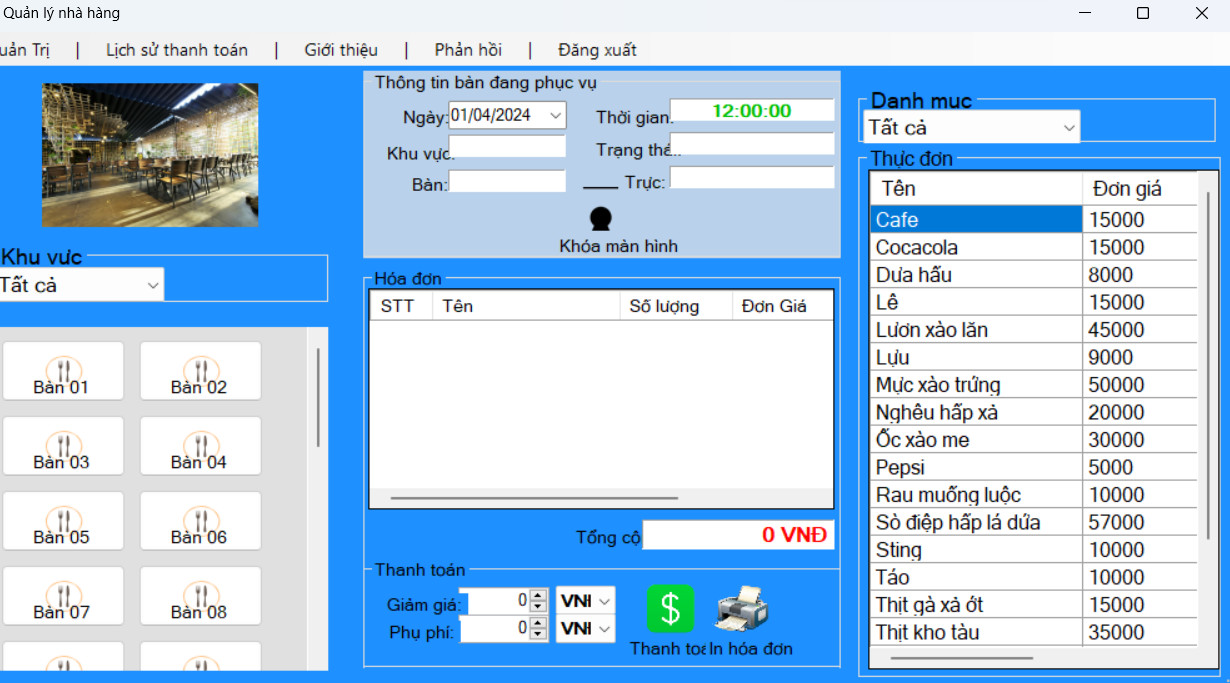 Quản lý nhà hàng
uản Trị | Lịch sử thanh toán | Giới thiệu | Phản hồi | Đăng xuất
Thông tin bàn đang phục vụ
Ngày: 01/04/2024 Thời gian: 12:00:00
Khu vực: Trạng thá..
Bàn: Trực:
Khóa màn hình
Khu vực
Tất cả
Bàn 01 Bàn 02
Bàn 03 Bàn 04
Bàn 05 Bàn 06
Bàn 07 Bàn 08
Hóa đơn
STT Tên Số lượng Đơn Giá
Tổng cộ 0 VNĐ
Thanh toán
Giảm giá: 0 VNI
Phụ phí: 0 VNI
Thanh toá In hóa đơn
Danh mục
Tất cả
Thực đơn
Tên Đơn giá
Cafe 15000
Cocacola 15000
Dưa hấu 8000
Lê 15000
Lươn xào lăn 45000
Lựu 9000
Mực xào trứng 50000
Nghêu hấp xả 20000
Ốc xào me 30000
Pepsi 5000
Rau muống luộc 10000
Sò điệp hấp lá dứa 57000
Sting 10000
Táo 10000
Thịt gà xả ớt 15000
Thịt kho tàu 35000